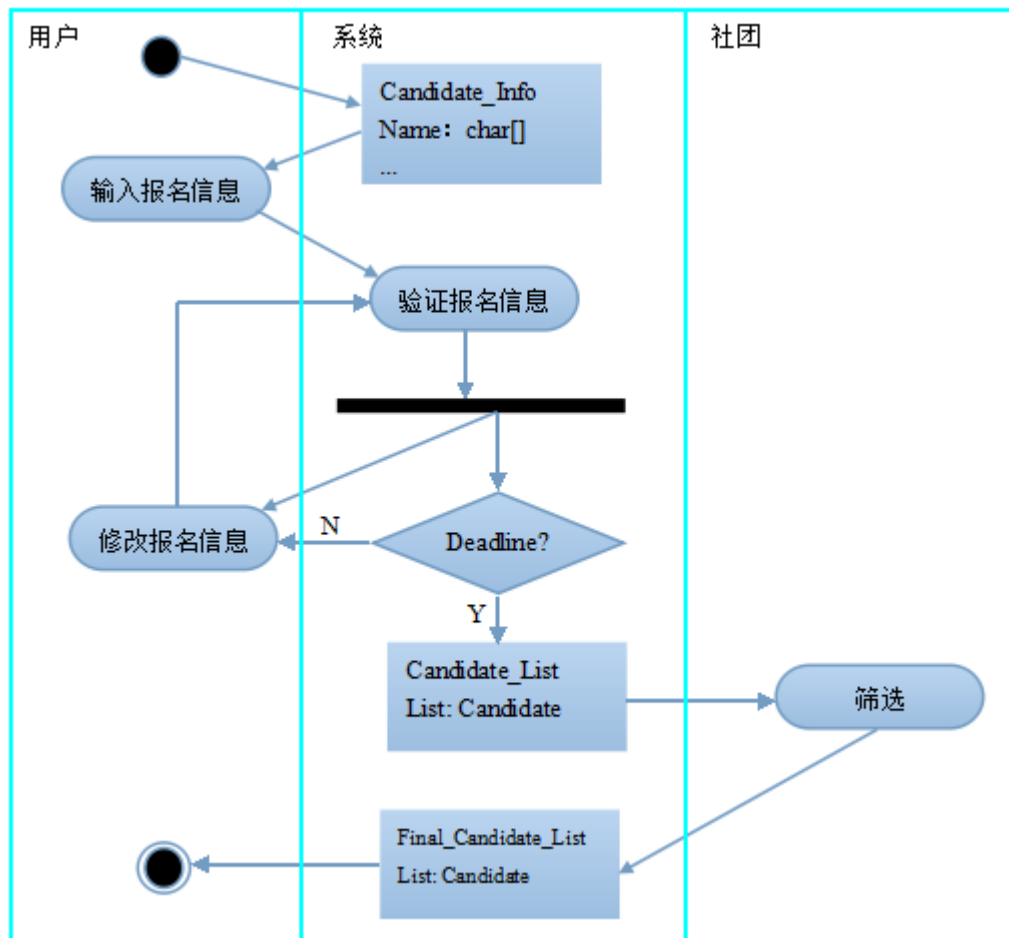 用户
系统
社团
Candidate_Info
Name：char[]
...
输入报名信息
验证报名信息
修改报名信息
N
Deadline?
Y
Candidate_List
List: Candidate
筛选
Final_Candidate_List
List: Candidate